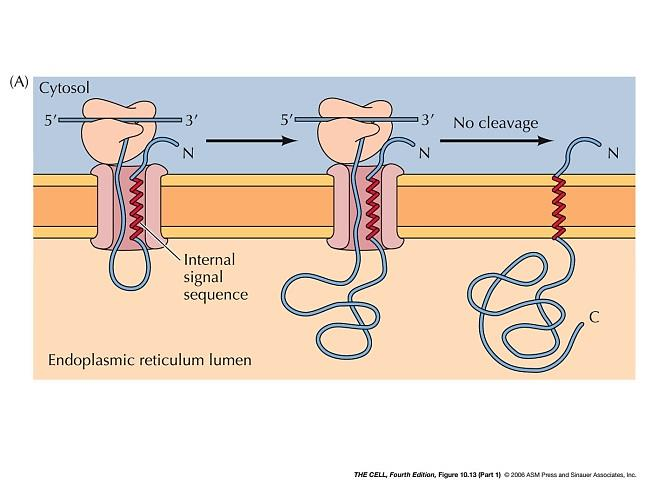 (A)
Cytosol
5′ 3′
N
5′ 3′
N
No cleavage
N
Internal
signal
sequence
C
Endoplasmic reticulum lumen
THE CELL, Fourth Edition, Figure 10.13 (Part 1) © 2006 ASM Press and Sinauer Associates, Inc.